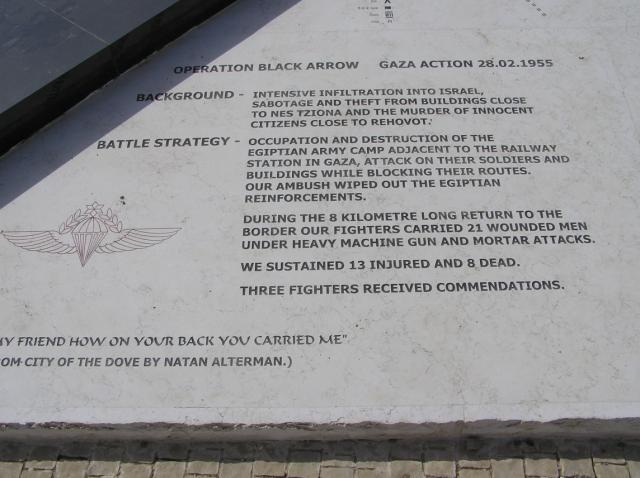 OPERATION BLACK ARROW GAZA ACTION 28.02.1955
BACKGROUND - INTENSIVE INFILTRATION INTO ISRAEL,
SABOTAGE AND THEFT FROM BUILDINGS CLOSE
TO NES TZIONA AND THE MURDER OF INNOCENT
CITIZENS CLOSE TO REHOVOT.
BATTLE STRATEGY - OCCUPATION AND DESTRUCTION OF THE
EGIPTIAN ARMY CAMP ADJACENT TO THE RAILWAY
STATION IN GAZA, ATTACK ON THEIR SOLDIERS AND
BUILDINGS WHILE BLOCKING THEIR ROUTES.
OUR AMBUSH WIPED OUT THE EGIPTIAN
REINFORCEMENTS.
DURING THE 8 KILOMETRE LONG RETURN TO THE
BORDER OUR FIGHTERS CARRIED 21 WOUNDED MEN
UNDER HEAVY MACHINE GUN AND MORTAR ATTACKS.
WE SUSTAINED 13 INJURED AND 8 DEAD.
THREE FIGHTERS RECEIVED COMMENDATIONS.
MY FRIEND HOW ON YOUR BACK YOU CARRIED ME"
OM CITY OF THE DOVE BY NATAN ALTERMAN.)